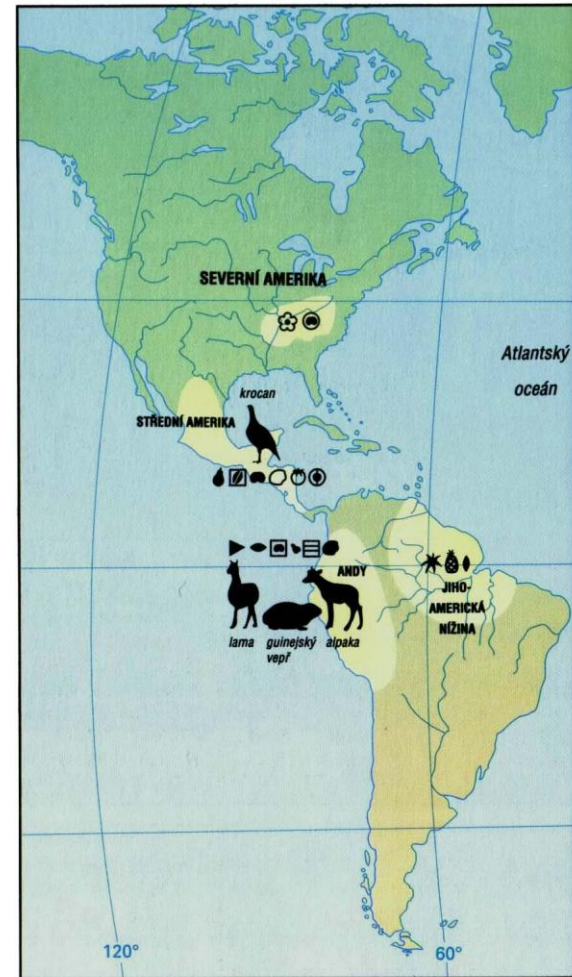 SEVERNÍ AMERIKA
Atlantský
oceán
krocan
STŘEDNÍ AMERIKA
ANDY
JIHO-
AMERICKÁ
NÍŽINA
lama
guinejský
vepř
alpaka
120°
60°